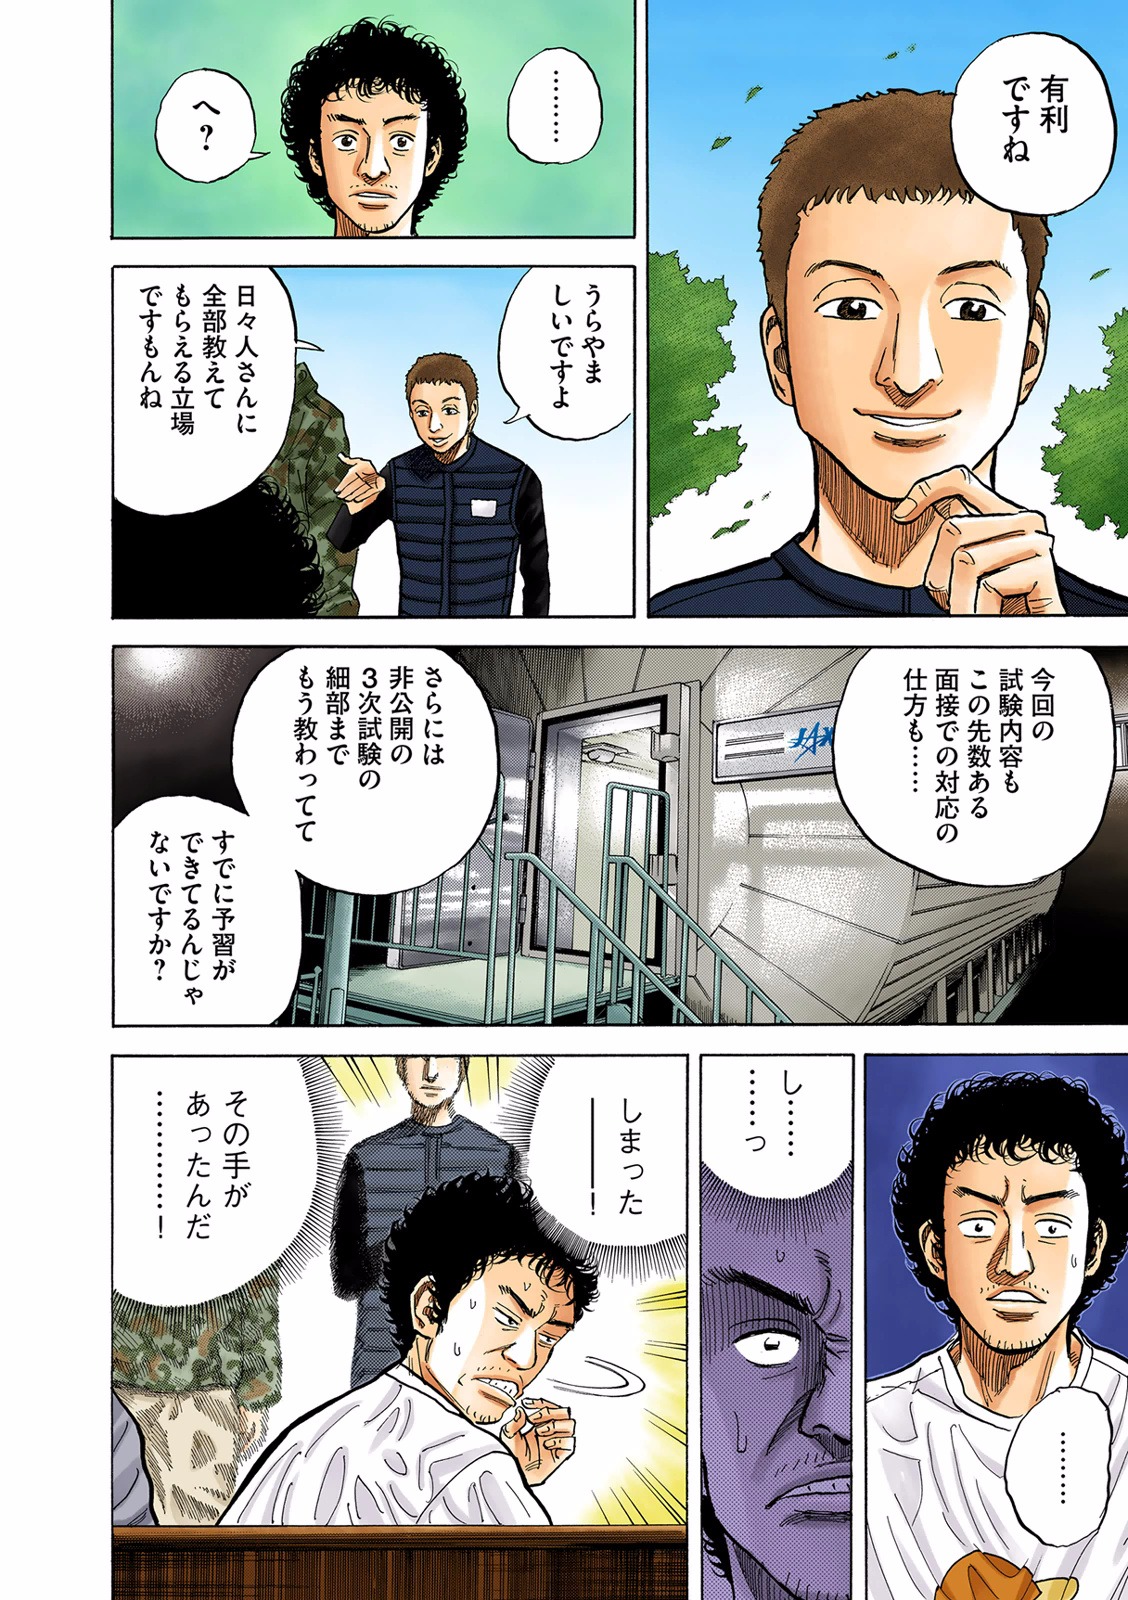 有利
ですね
………
へ？
うらやま
しいですよ
日々人さんに
全部教えて
もらえる立場
ですもんね
今回の
試験内容も
この先数ある
面接での対応の
仕方も……
JAX
さらには
非公開の
3次試験の
細部まで
もう教わってて
すでに予習が
できてるんじゃ
ないですか？
………
し……
……っ
しまった
――！
その手が
あったんだ
…………！